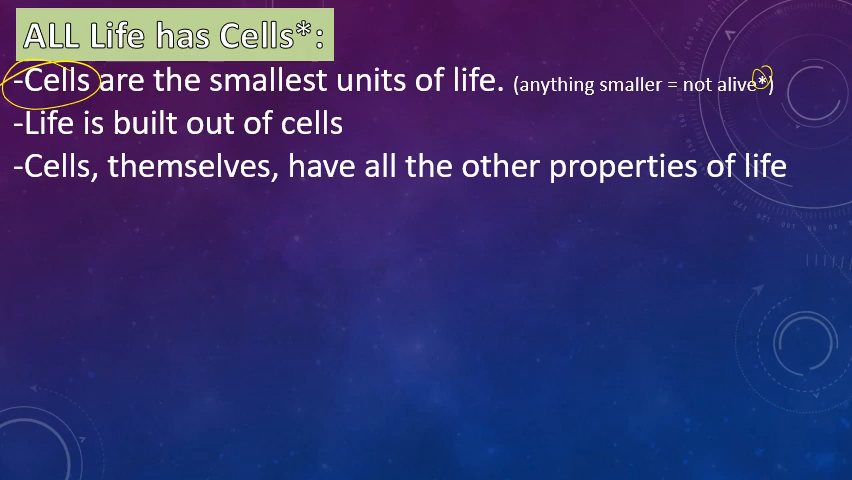 ALL Life has Cells*:
-Cells are the smallest units of life. (anything smaller = not alive*)
-Life is built out of cells
-Cells, themselves, have all the other properties of life